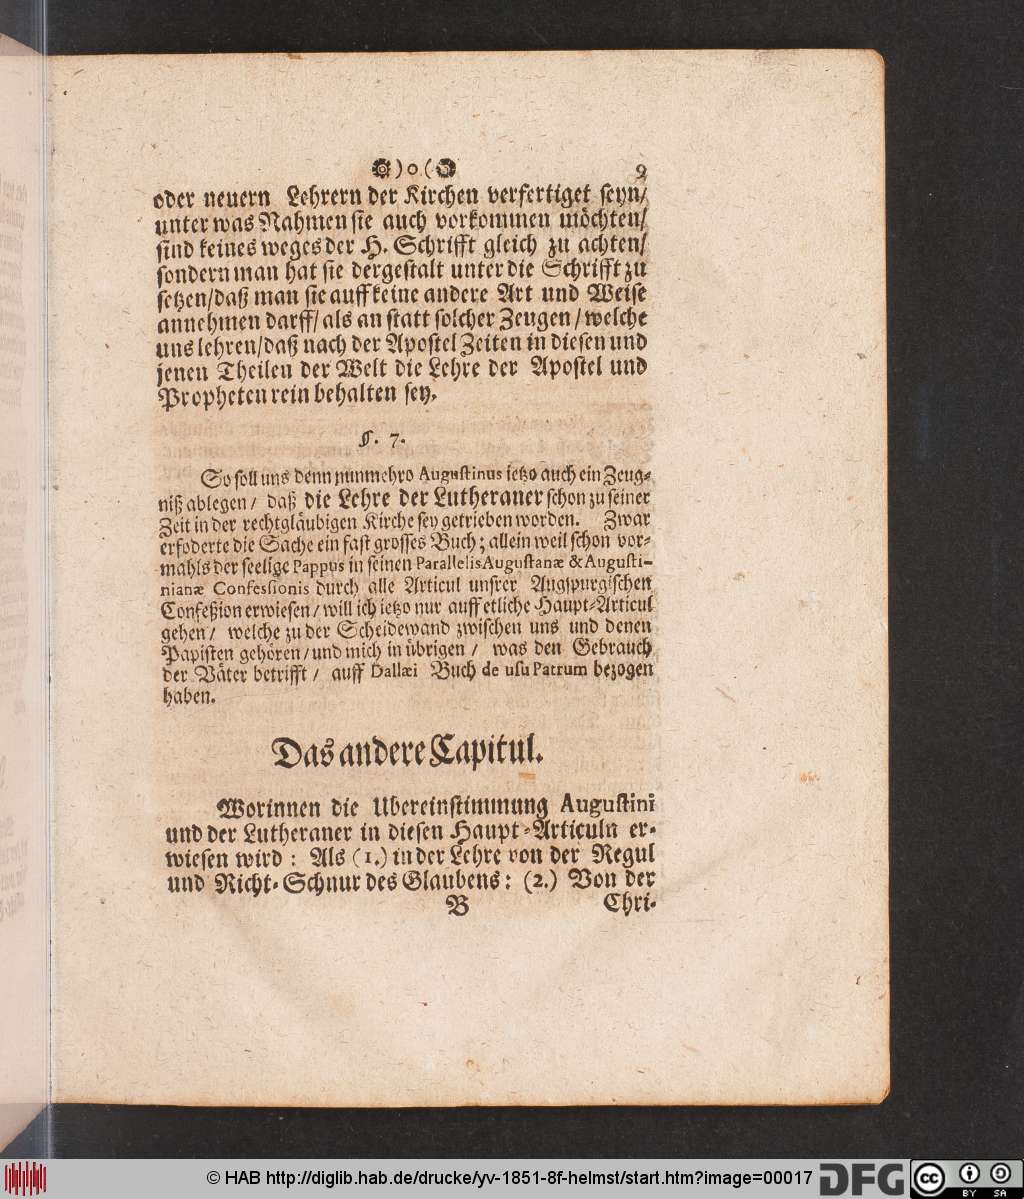 )o( 9
oder neuern Lehrern der Kirchen verfertiget seyn/
unter was Nahmen sie auch vorkommen möchten/
sind keines weges der H. Schrifft gleich zu achten/
sondern man hat sie dergestalt unter die Schrifft zu
setzen/daß man sie auff keine andere Art und Weise
annehmen darff/als an statt solcher Zeugen/welche
uns lehren/daß nach der Apostel Zeiten in diesen und
jenen Theilen der Welt die Lehre der Apostel und
Propheten rein behalten sey.
§. 7.
So soll uns denn nunmehro Augustinus ietzo auch ein Zeug-
niß ablegen/ daß die Lehre der Lutheraner schon zu seiner
Zeit in der rechtgläubigen Kirche sey getrieben worden. Zwar
erfoderte die Sache ein fast grosses Buch; allein weil schon vor-
mahls der seelige Pappus in seinen Parallelis Augustanæ & Augusti-
nianæ Confessionis durch alle Articul unsrer Augspurgischen
Confeßion erwiesen/will ich ietzo nur auff etliche Haupt-Articul
gehen/ welche zu der Scheidewand zwischen uns und denen
Papisten gehören/und mich in übrigen/ was den Gebrauch
der Väter betrifft/ auff Dallæi Buch de usu Patrum bezogen
haben.
Das andere Capitul.
Worinnen die Ubereinstimmung Augustini
und der Lutheraner in diesen Haupt-Articuln er-
wiesen wird: Als (1.) in der Lehre von der Regul
und Richt-Schnur des Glaubens: (2.) Von der
B Chri-
© HAB http://diglib.hab.de/drucke/yv-1851-8f-helmst/start.htm?image=00017 DFG cc BY SA